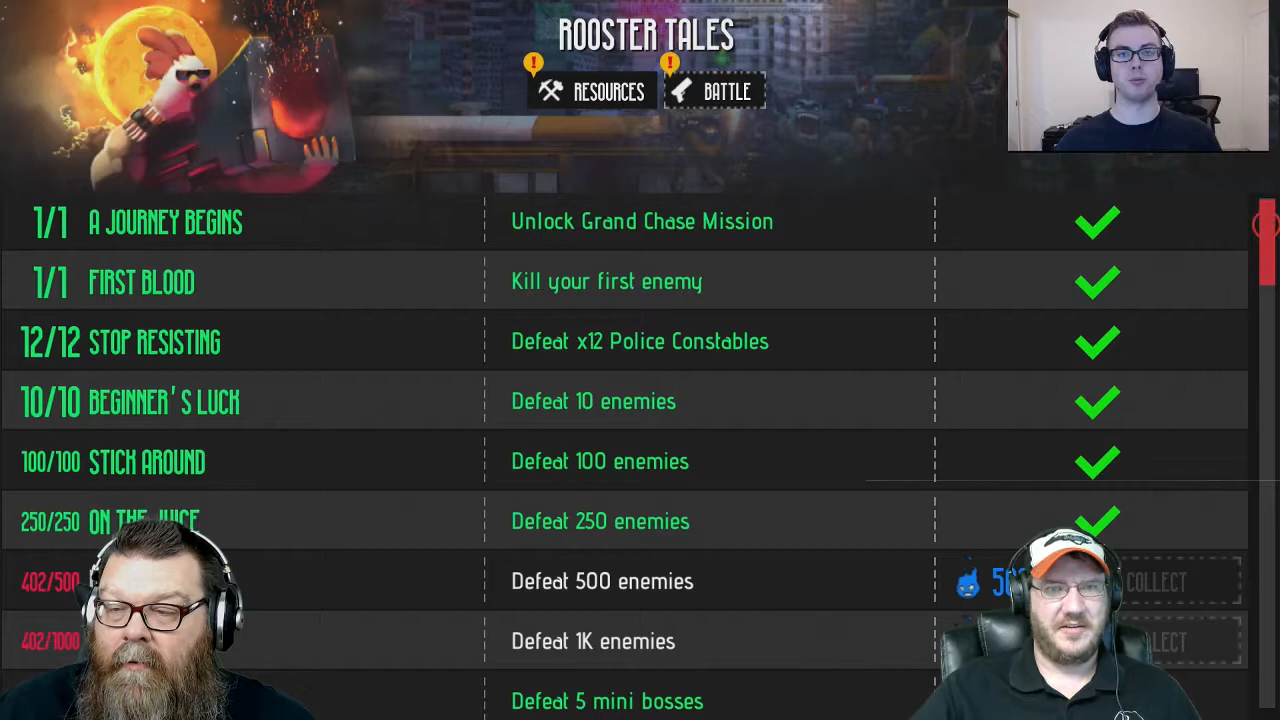 ROOSTER TALES
! RESOURCES ! BATTLE
1/1 A JOURNEY BEGINS Unlock Grand Chase Mission
1/1 FIRST BLOOD Kill your first enemy
12/12 STOP RESISTING Defeat x12 Police Constables
10/10 BEGINNER'S LUCK Defeat 10 enemies
100/100 STICK AROUND Defeat 100 enemies
250/250 ON THE JUICE Defeat 250 enemies
402/500 Defeat 500 enemies COLLECT
402/1000 Defeat 1K enemies
Defeat 5 mini bosses